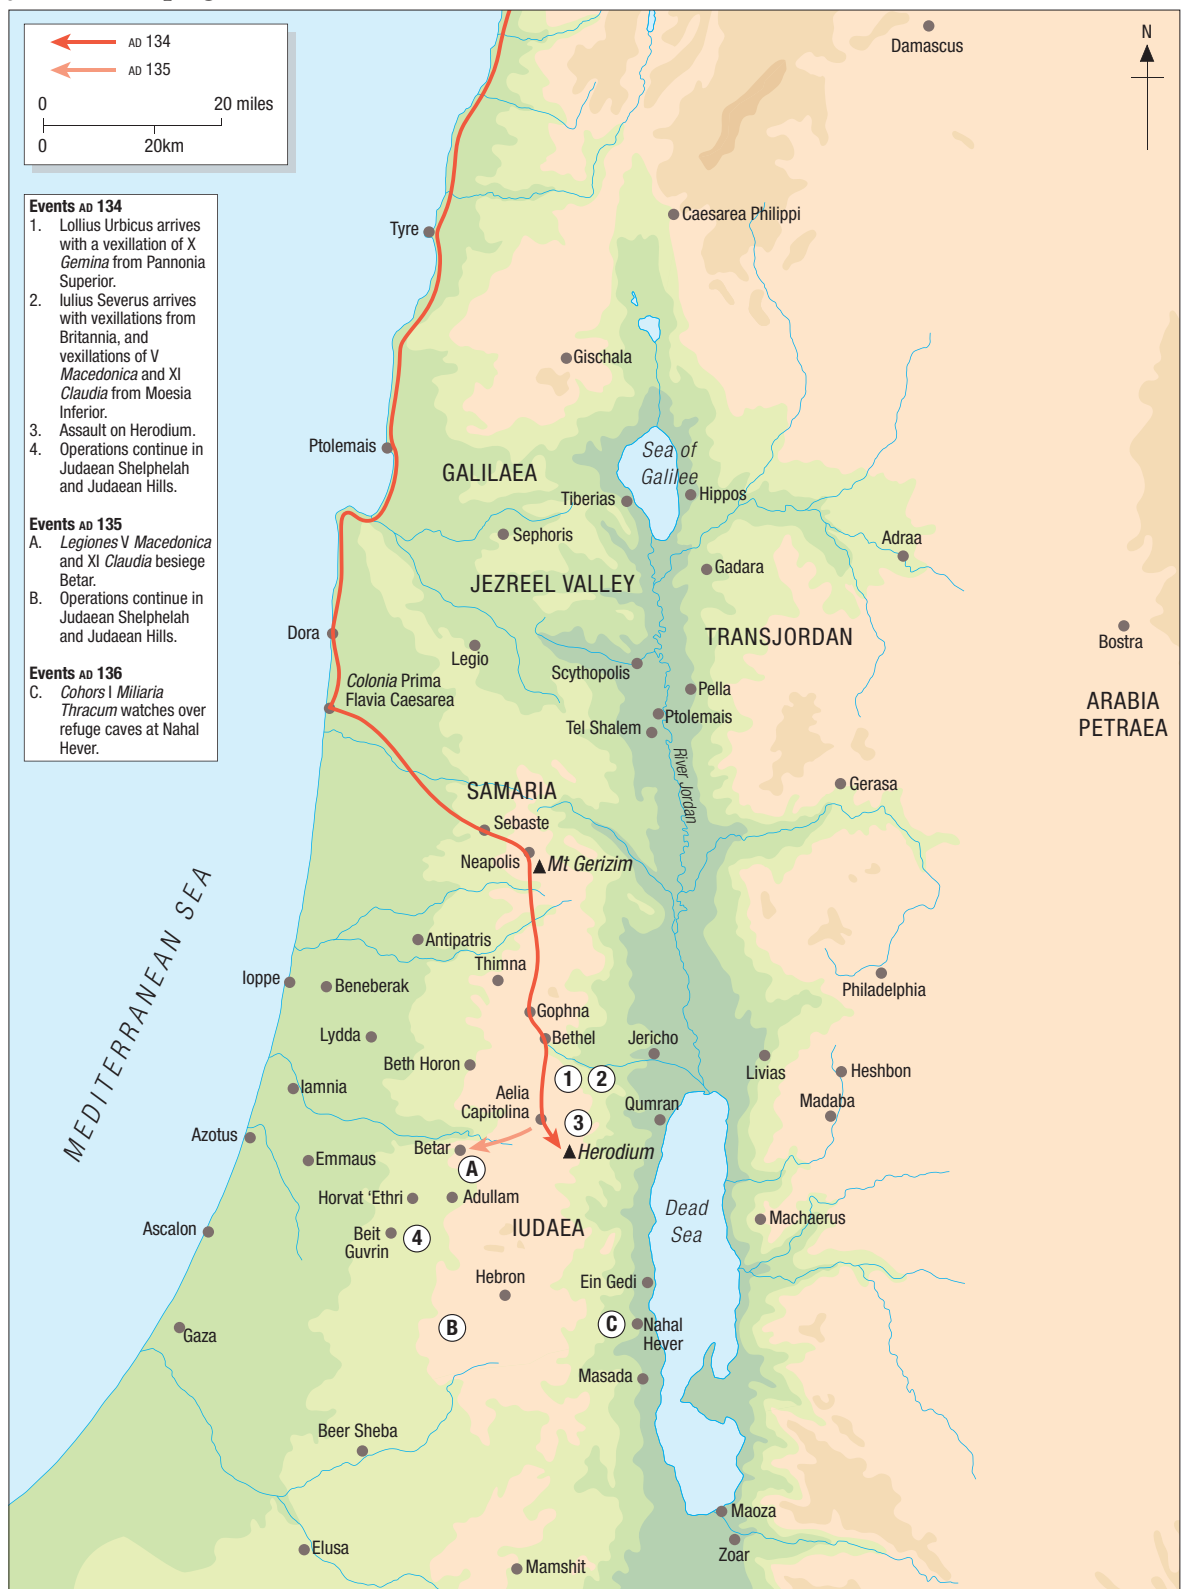 AD 134
AD 135
0 20 miles
0 20km
Events AD 134
1. Lollius Urbicus arrives
with a vexillation of X
Gemina from Pannonia
Superior.
2. Iulius Severus arrives
with vexillations from
Britannia, and
vexillations of V
Macedonica and XI
Claudia from Moesia
Inferior.
3. Assault on Herodium.
4. Operations continue in
Judaean Shelphelah
and Judaean Hills.
Events AD 135
A. Legiones V Macedonica
and XI Claudia besiege
Betar.
B. Operations continue in
Judaean Shelphelah
and Judaean Hills.
Events AD 136
C. Cohors I Miliaria
Thracum watches over
refuge caves at Nahal
Hever.
N
Damascus
Caesarea Philippi
Tyre
Gischala
Ptolemais
GALILAEA
Sea of
Galilee
Tiberias
Hippos
Sephoris
Adraa
Gadara
JEZREEL VALLEY
Dora
TRANSJORDAN
Bostra
Legio
Scythopolis
Colonia Prima
Flavia Caesarea
Pella
Ptolemais
Tel Shalem
ARABIA
PETRAEA
River Jordan
Gerasa
SAMARIA
Sebaste
Neapolis
Mt Gerizim
MEDITERRANEAN SEA
Antipatris
Thimna
Ioppe
Beneberak
Philadelphia
Gophna
Lydda
Bethel
Jericho
Beth Horon
Livias
Heshbon
1
2
Iamnia
Aelia
Capitolina
Qumran
Madaba
3
Azotus
Betar
Herodium
Emmaus
A
Horvat ‘Ethri
Adullam
Ascalon
Beit
Guvrin
4
IUDAEA
Dead
Sea
Machaerus
Hebron
Ein Gedi
Gaza
B
C
Nahal
Hever
Masada
Beer Sheba
Maoza
Elusa
Zoar
Mamshit